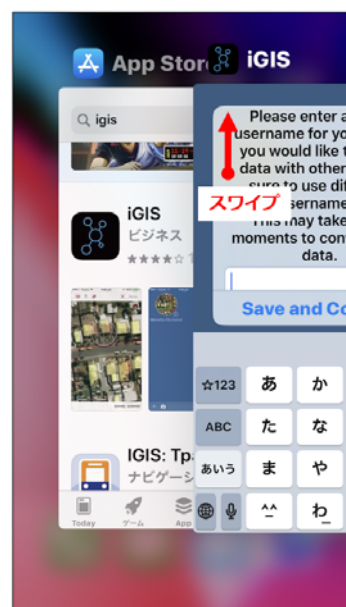 App Stor
iGIS
igis
iGIS
ビジネス
IGIS: Tp
ナビゲーシ
Today
ゲーム
App
Please enter a
username for yo
you would like t
data with other
sure to use dif
sername
スワイプ
This may take
moments to con
data.
Save and Co
☆123
あ
か
ABC
た
な
あいう
ま
や
^^
わ